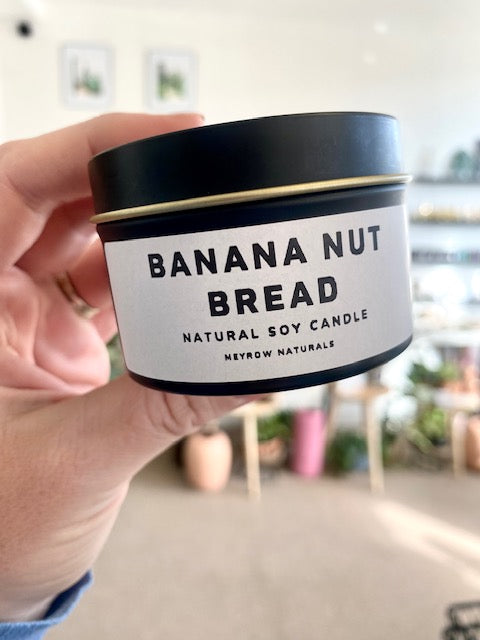 BANANA NUT
BREAD
NATURAL SOY CANDLE
MEYROW NATURALS